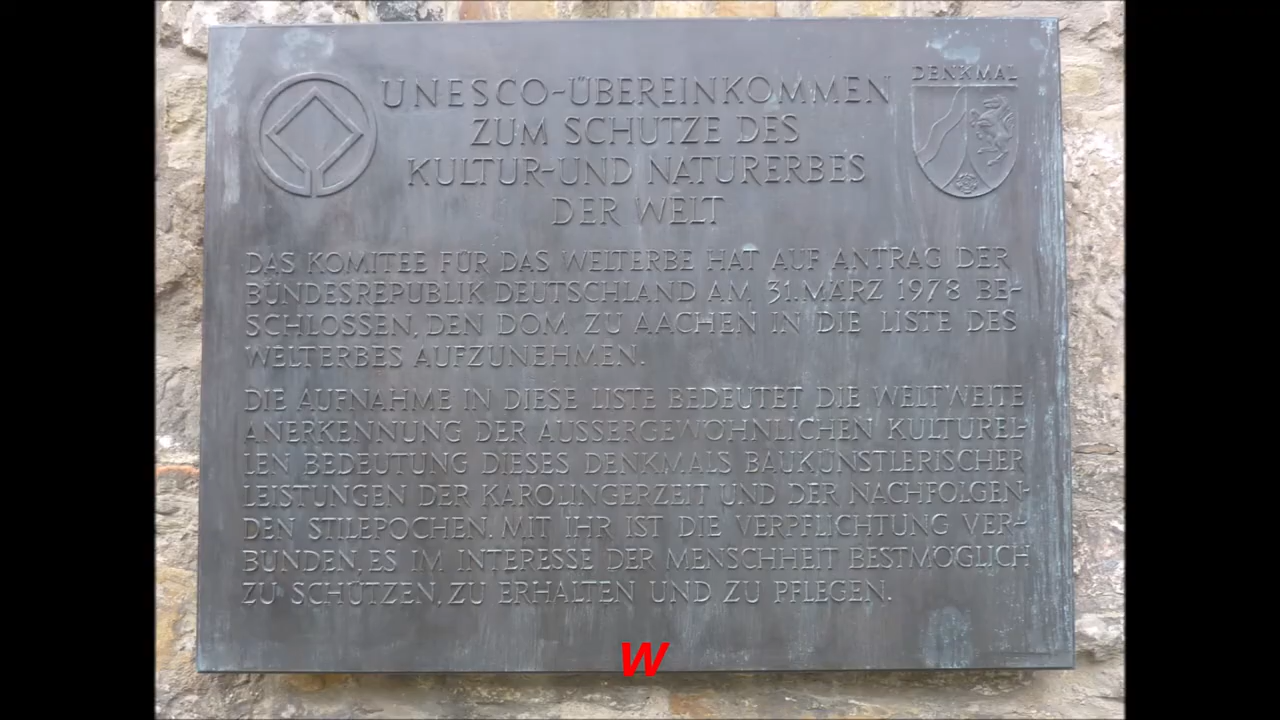 UNESCO-ÜBEREINKOMMEN
DENKMAL
ZUM SCHUTZE DES
KULTUR-UND NATURERBES
DER WELT
DAS KOMITEE FÜR DAS WELTERBE HAT AUF ANTRAG DER
BUNDESREPUBLIK DEUTSCHLAND AM 31.MÄRZ 1978 BE-
SCHLOSSEN, DEN DOM ZU AACHEN IN DIE LISTE DES
WELTERBES AUFZUNEHMEN.
DIE AUFNAHME IN DIESE LISTE BEDEUTET DIE WELTWEITE
ANERKENNUNG DER AUSSERGEWÖHNLICHEN KULTUREL-
LEN BEDEUTUNG DIESES DENKMALS BAUKÜNSTLERISCHER
LEISTUNGEN DER KAROLINGERZEIT UND DER NACHFOLGEN-
DEN STILEPOCHEN. MIT IHR IST DIE VERPFLICHTUNG VER-
BUNDEN, ES IM INTERESSE DER MENSCHHEIT BESTMÖGLICH
ZU SCHÜTZEN, ZU ERHALTEN UND ZU PFLEGEN.
W